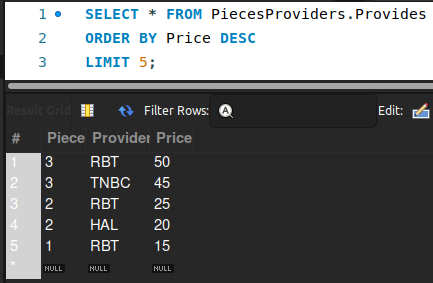 1 SELECT * FROM PiecesProviders.Provides
2 ORDER BY Price DESC
3 LIMIT 5;
Result Grid Filter Rows: A Edit:
# Piece Provider Price
1 3 RBT 50
2 3 TNBC 45
3 2 RBT 25
4 2 HAL 20
5 1 RBT 15
* NULL NULL NULL